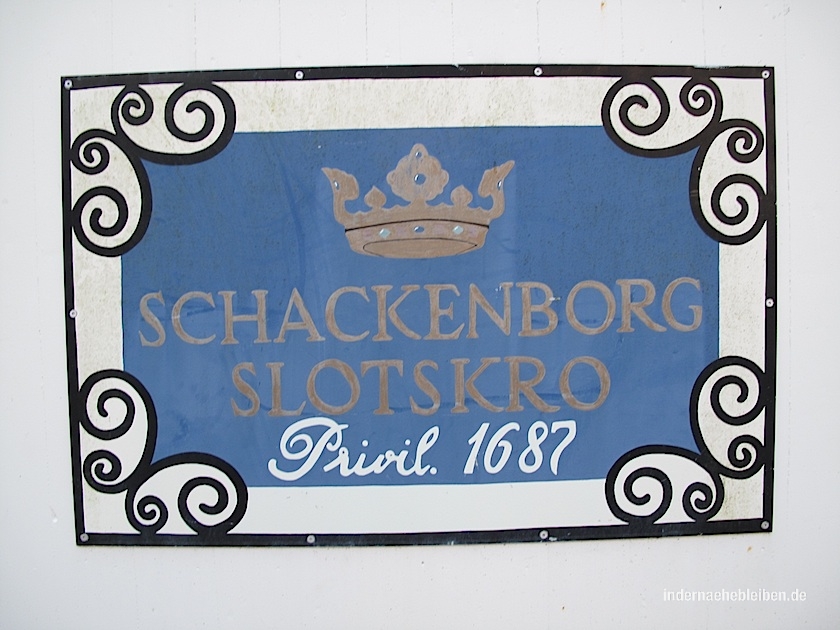 SCHACKENBORG
SLOTSKRO
Privil. 1687
indernaehebleiben.de